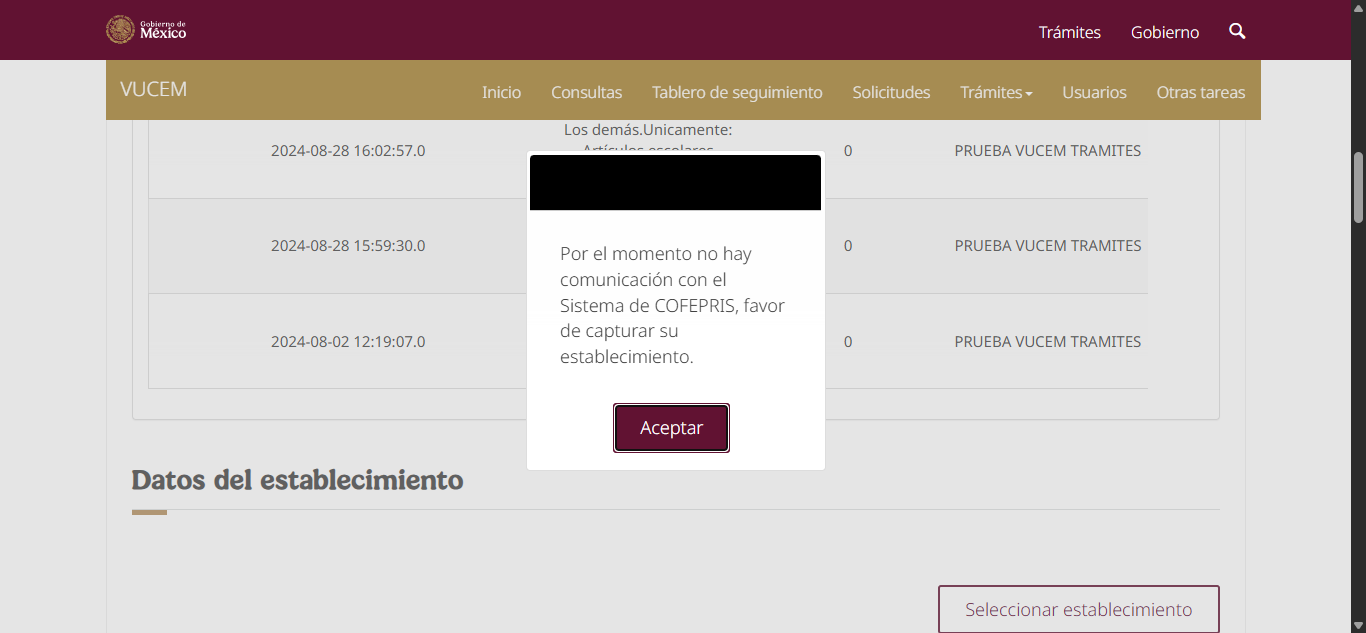 Gobierno de
México
Trámites
Gobierno
VUCEM
Inicio
Consultas
Tablero de seguimiento
Solicitudes
Trámites
Usuarios
Otras tareas
Los demás.Unicamente:
2024-08-28 16:02:57.0
Artículos escolares
0
PRUEBA VUCEM TRAMITES
2024-08-28 15:59:30.0
0
PRUEBA VUCEM TRAMITES
2024-08-02 12:19:07.0
0
PRUEBA VUCEM TRAMITES
Por el momento no hay
comunicación con el
Sistema de COFEPRIS, favor
de capturar su
establecimiento.
Aceptar
Datos del establecimiento
Seleccionar establecimiento